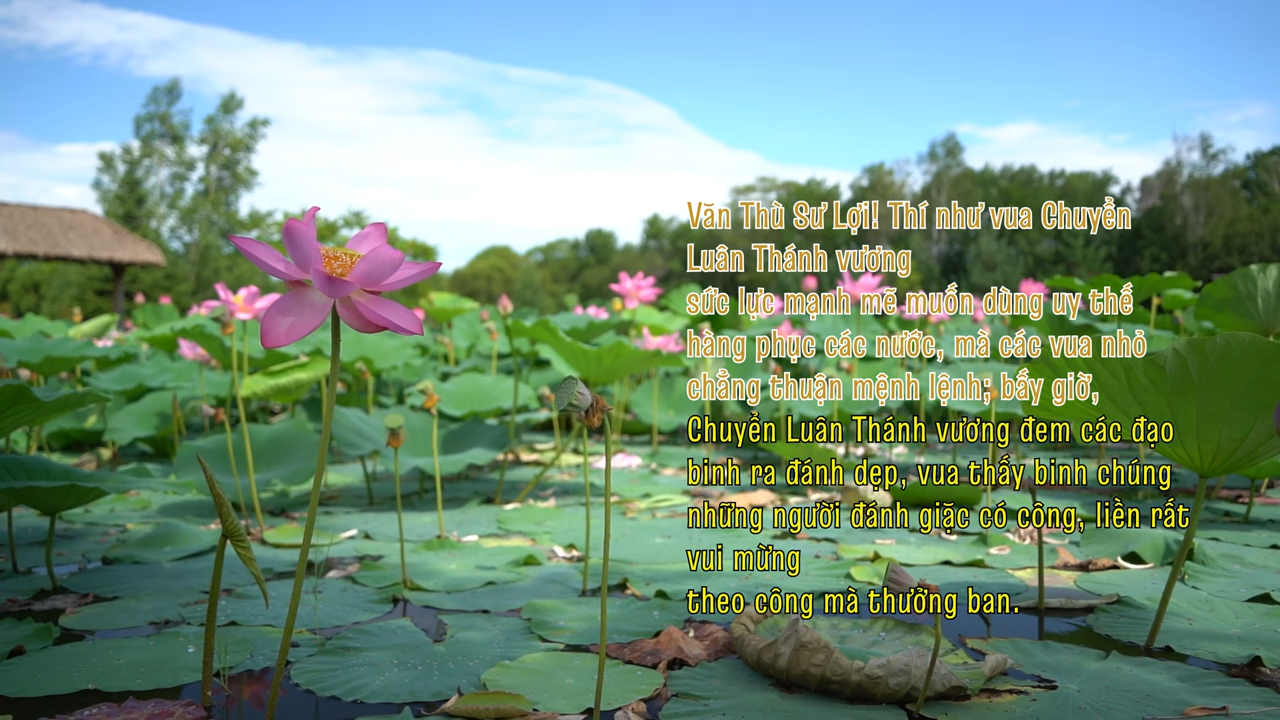 Văn Thù Sư Lợi! Thí như vua Chuyển
Luân Thánh vương
sức lực mạnh mẽ muốn dùng uy thế
hàng phục các nước, mà các vua nhỏ
chẳng thuận mệnh lệnh; bấy giờ,
Chuyển Luân Thánh vương đem các đạo
binh ra đánh dẹp, vua thấy binh chúng
những người đánh giặc có công, liền rất
vui mừng
theo công mà thưởng ban.